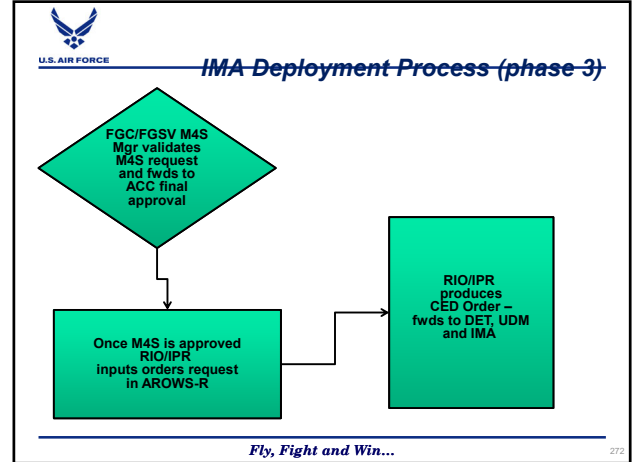 U.S. AIR FORCE
IMA Deployment Process (phase 3)
FGC/FGSV M4S
Mgr validates
M4S request
and fwds to
ACC final
approval
Once M4S is approved
RIO/IPR
inputs orders request
in AROWS-R
RIO/IPR
produces
CED Order –
fwds to DET, UDM
and IMA
Fly, Fight and Win...
272